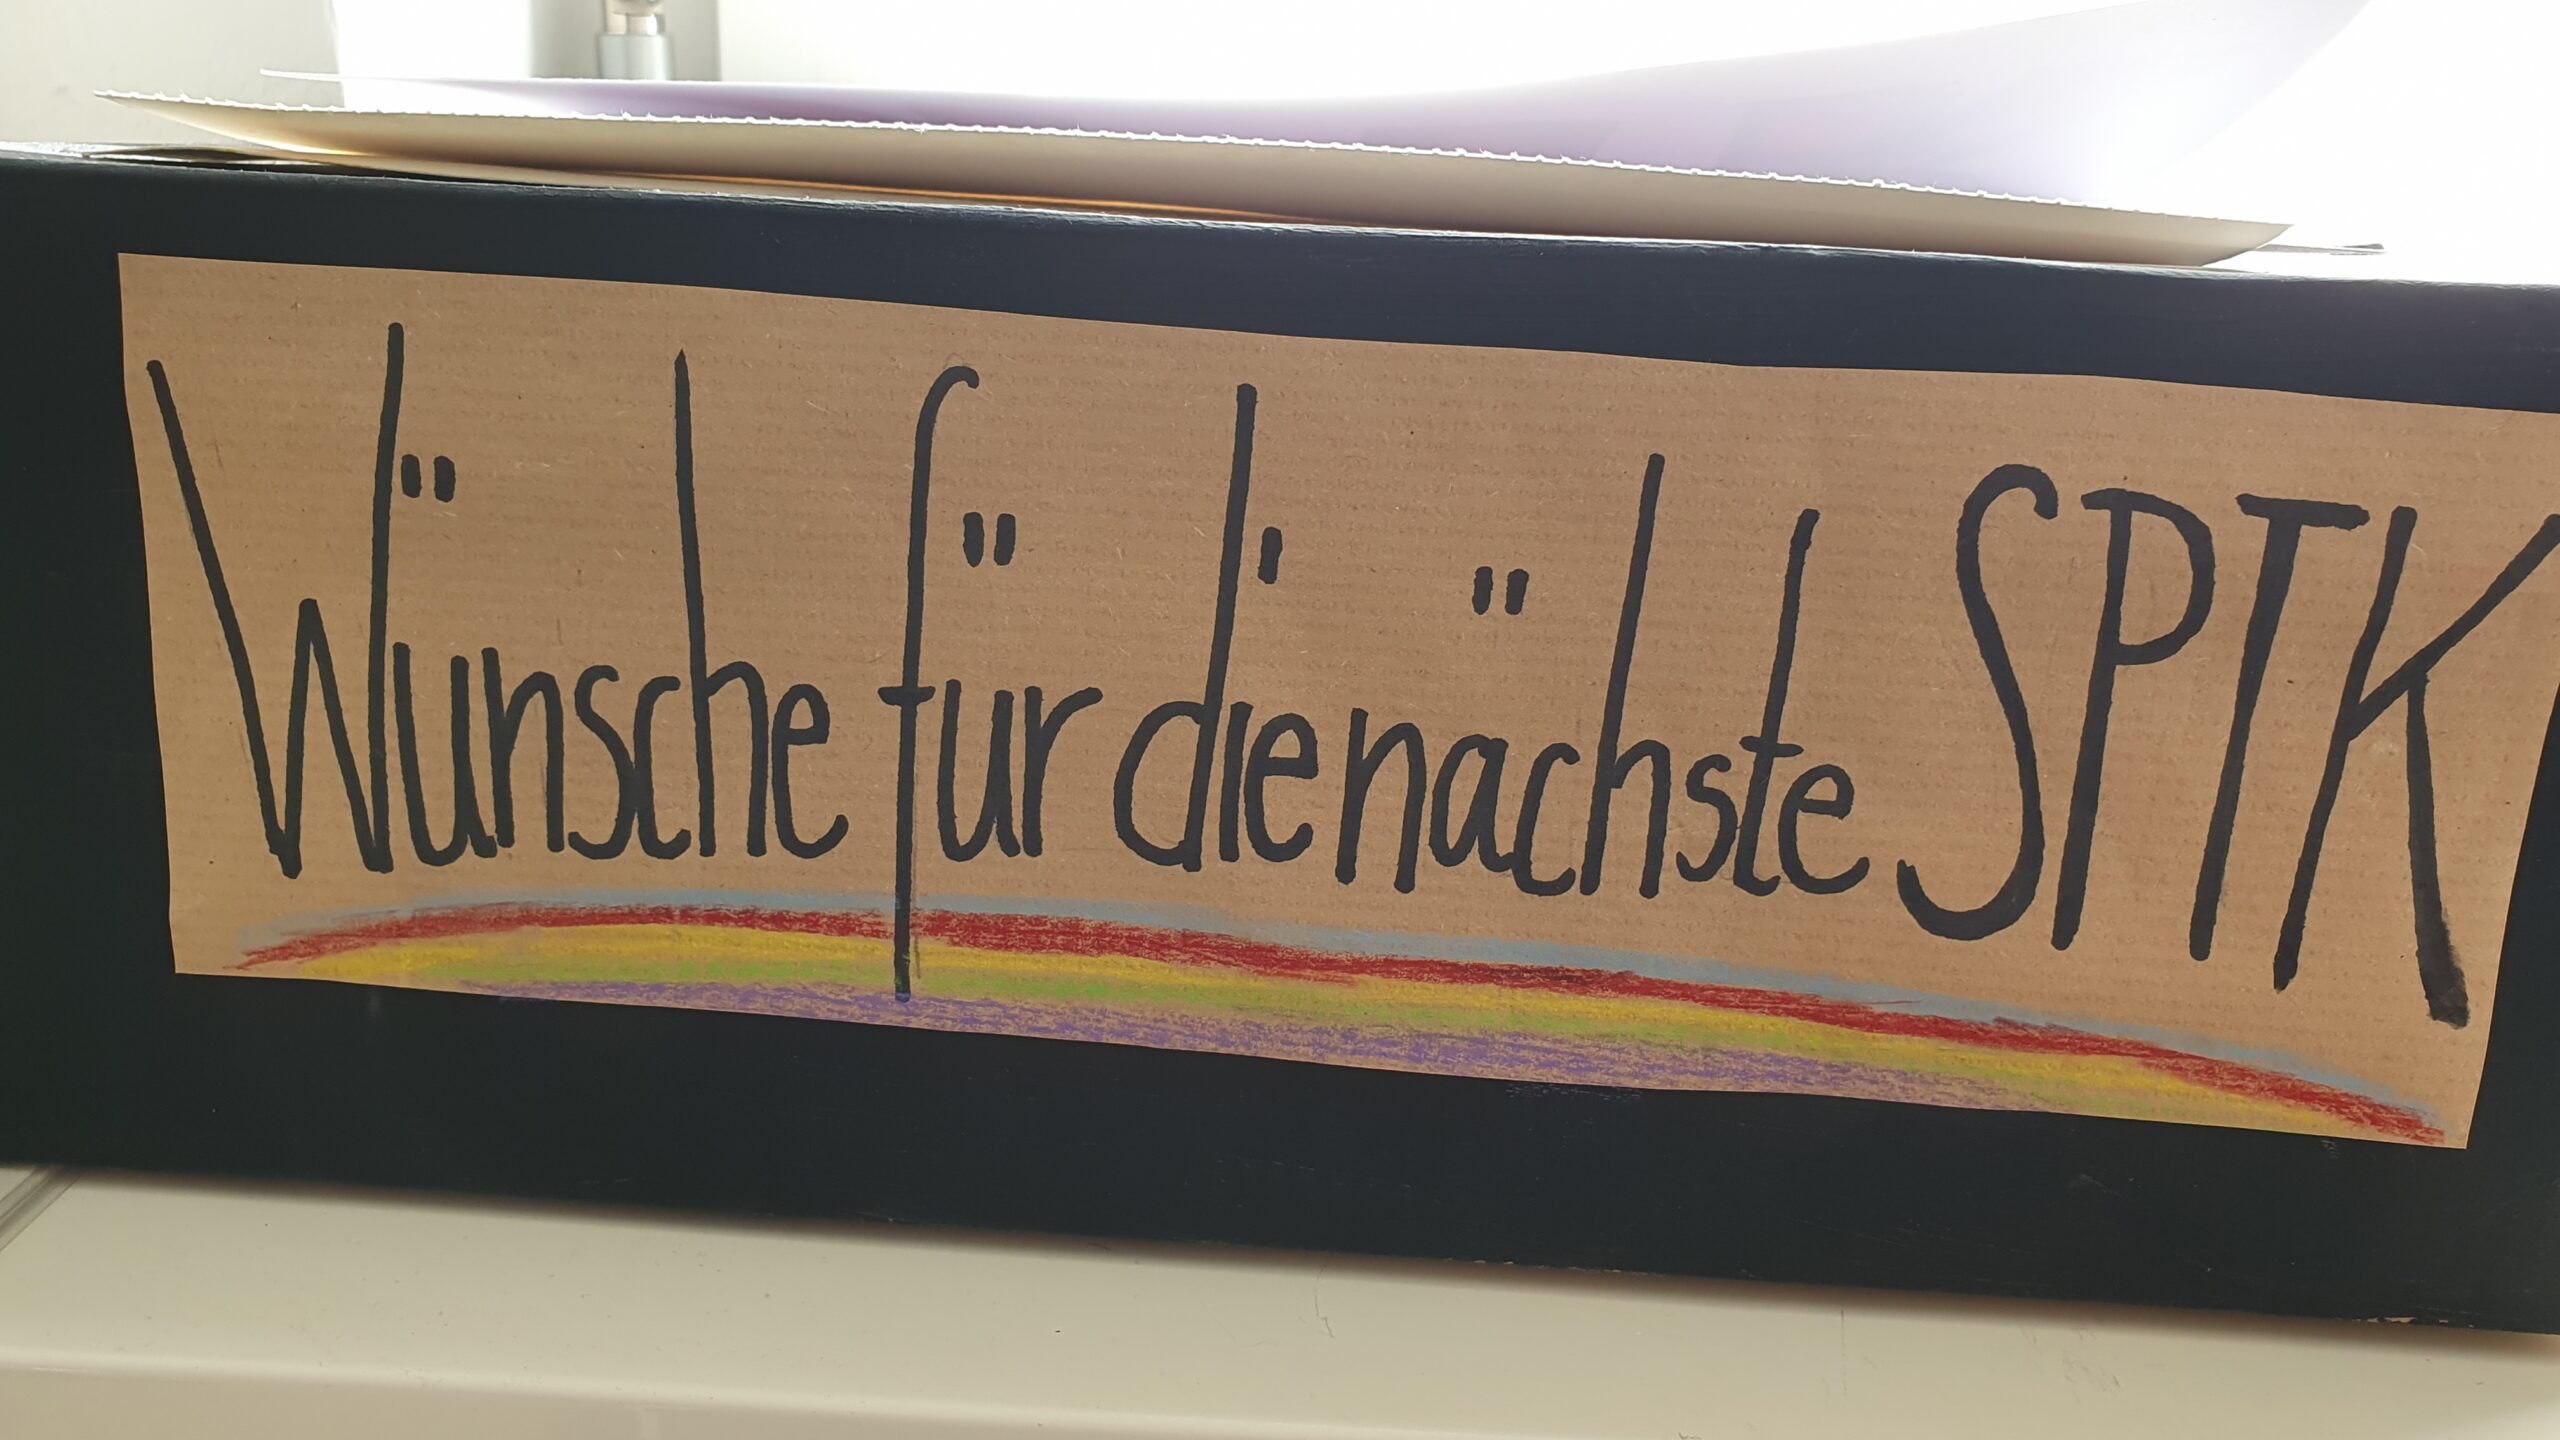 Wünsche für die nächste SPTK